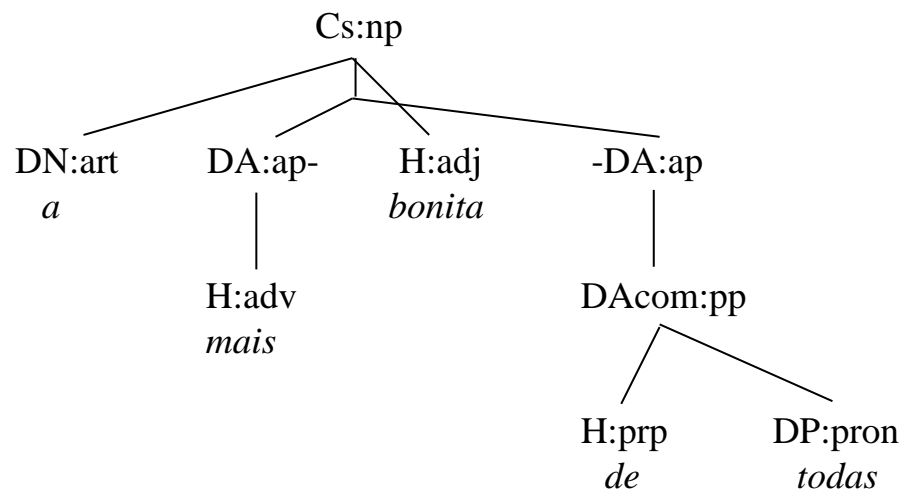 Cs:np
DN:art DA:ap- H:adj -DA:ap
a bonita
H:adv DAcom:pp
mais
H:prp DP:pron
de todas